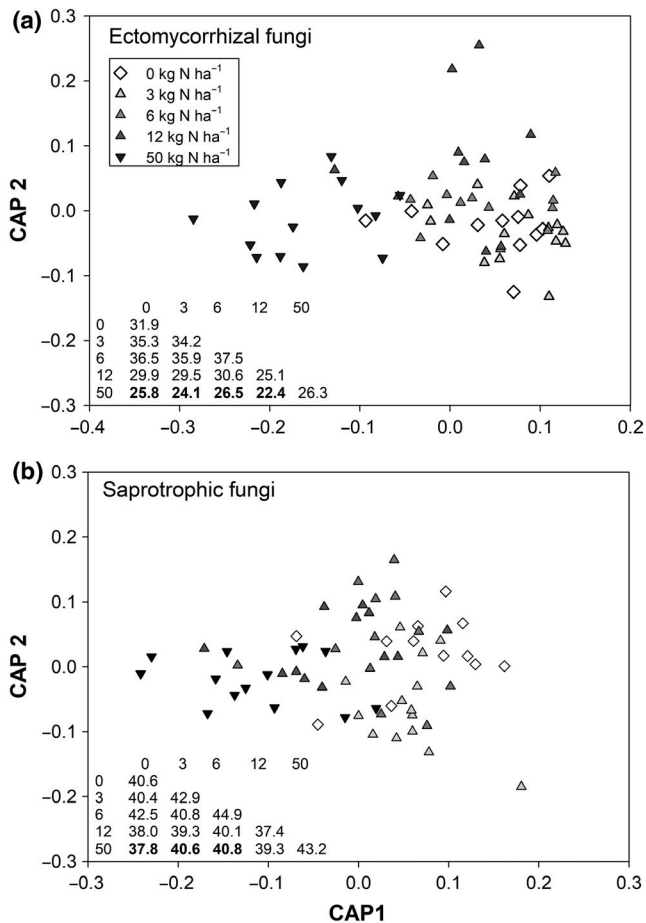 (a)
Ectomycorrhizal fungi
0 kg N ha⁻¹
3 kg N ha⁻¹
6 kg N ha⁻¹
12 kg N ha⁻¹
50 kg N ha⁻¹
CAP 2
0.3
0.2
0.1
0.0
−0.1
−0.2
−0.3
0 3 6 12 50
0 31.9
3 35.3 34.2
6 36.5 35.9 37.5
12 29.9 29.5 30.6 25.1
50 25.8 24.1 26.5 22.4 26.3
−0.4 −0.3 −0.2 −0.1 0.0 0.1 0.2
(b)
Saprotrophic fungi
CAP 2
0.3
0.2
0.1
0.0
−0.1
−0.2
−0.3
0 3 6 12 50
0 40.6
3 40.4 42.9
6 42.5 40.8 44.9
12 38.0 39.3 40.1 37.4
50 37.8 40.6 40.8 39.3 43.2
−0.3 −0.2 −0.1 0.0 0.1 0.2 0.3
CAP1